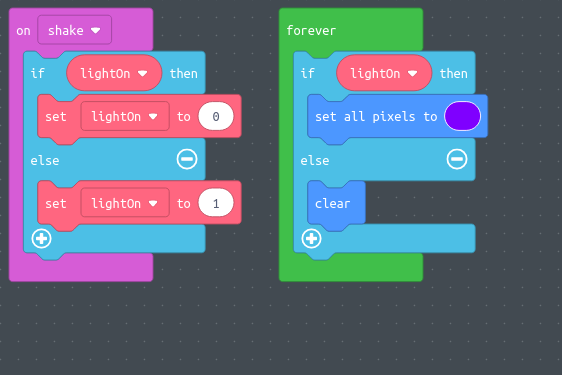 on shake
if lightOn then
set lightOn to 0
else
set lightOn to 1
forever
if lightOn then
set all pixels to
else
clear